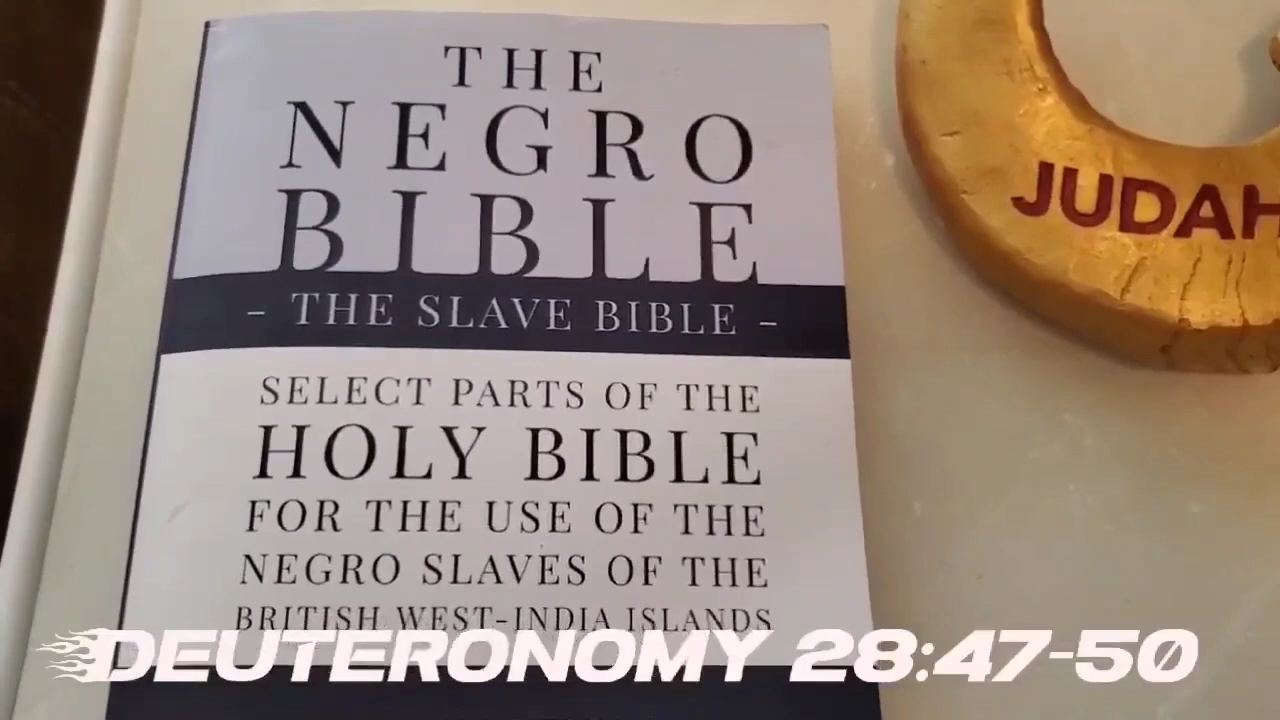 THE
NEGRO
BIBLE
- THE SLAVE BIBLE -
SELECT PARTS OF THE
HOLY BIBLE
FOR THE USE OF THE
NEGRO SLAVES OF THE
BRITISH WEST-INDIA ISLANDS
JUDAH
DEUTERONOMY 28:47-50